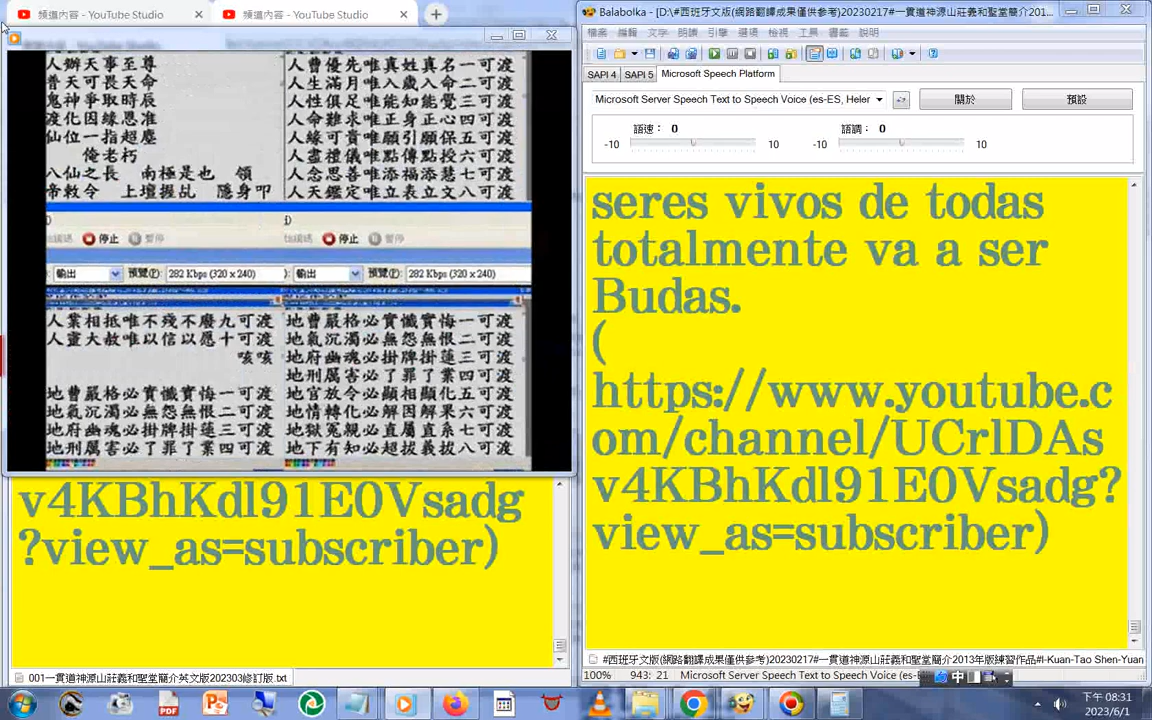 頻道內容 - YouTube Studio
頻道內容 - YouTube Studio
人辦天事至尊
普天可畏天命
鬼神爭取時辰
渡化因緣恩准
仙位一指超塵
俺老朽
八仙之長 南極是也 領
帝敕令 上壇握乩 隱身叩
人曹優先唯真姓真名一可渡
人生滿月唯八歲八命二可渡
人性俱足唯能知能覺三可渡
人命難求唯正身正心四可渡
人緣可貴唯願引願保五可渡
人盡禮儀唯點傳點授六可渡
人念思善唯添福添慧七可渡
人天鑑定唯立表立文八可渡
停止 暫停
停止 暫停
輸出 預覽(P): 282 Kbps (320 x 240)
輸出 預覽(P): 282 Kbps (320 x 240)
人業相抵唯不殘不廢九可渡
人靈大赦唯以信以愿十可渡
咳咳
地曹嚴格必實懺實悔一可渡
地氣沉濁必無怨無恨二可渡
地府幽魂必掛牌掛蓮三可渡
地刑厲害必了罪了業四可渡
地曹嚴格必實懺實悔一可渡
地氣沉濁必無怨無恨二可渡
地府幽魂必掛牌掛蓮三可渡
地刑厲害必了罪了業四可渡
地官放令必顯相顯化五可渡
地情轉化必解因解果六可渡
地獄冤親必直屬直系七可渡
地下有知必超拔義拔八可渡
v4KBhKdl91E0Vsadg
?view_as=subscriber)
001一貫道神源山莊義和聖堂簡介英文版202303修訂版.txt
Balabolka - [D:\#西班牙文版(網路翻譯成果僅供參考)20230217#一貫道神源山莊義和聖堂簡介201...
檔案 編輯 文字 朗讀 引擎 選項 檢視 工具 書籤 說明
SAPI 4 SAPI 5 Microsoft Speech Platform
Microsoft Server Speech Text to Speech Voice (es-ES, Heler
關於
預設
語速： 0
語調： 0
-10 10
-10 10
seres vivos de todas
totalmente va a ser
Budas.
(
https://www.youtube.c
om/channel/UCrlDAs
v4KBhKdl91E0Vsadg?
view_as=subscriber)
#西班牙文版(網路翻譯成果僅供參考)20230217#一貫道神源山莊義和聖堂簡介2013年版練習作品#I-Kuan-Tao Shen-Yuan
100% 943: 21 Microsoft Server Speech Text to Speech Voice (es-E
中
下午 08:31
2023/6/1